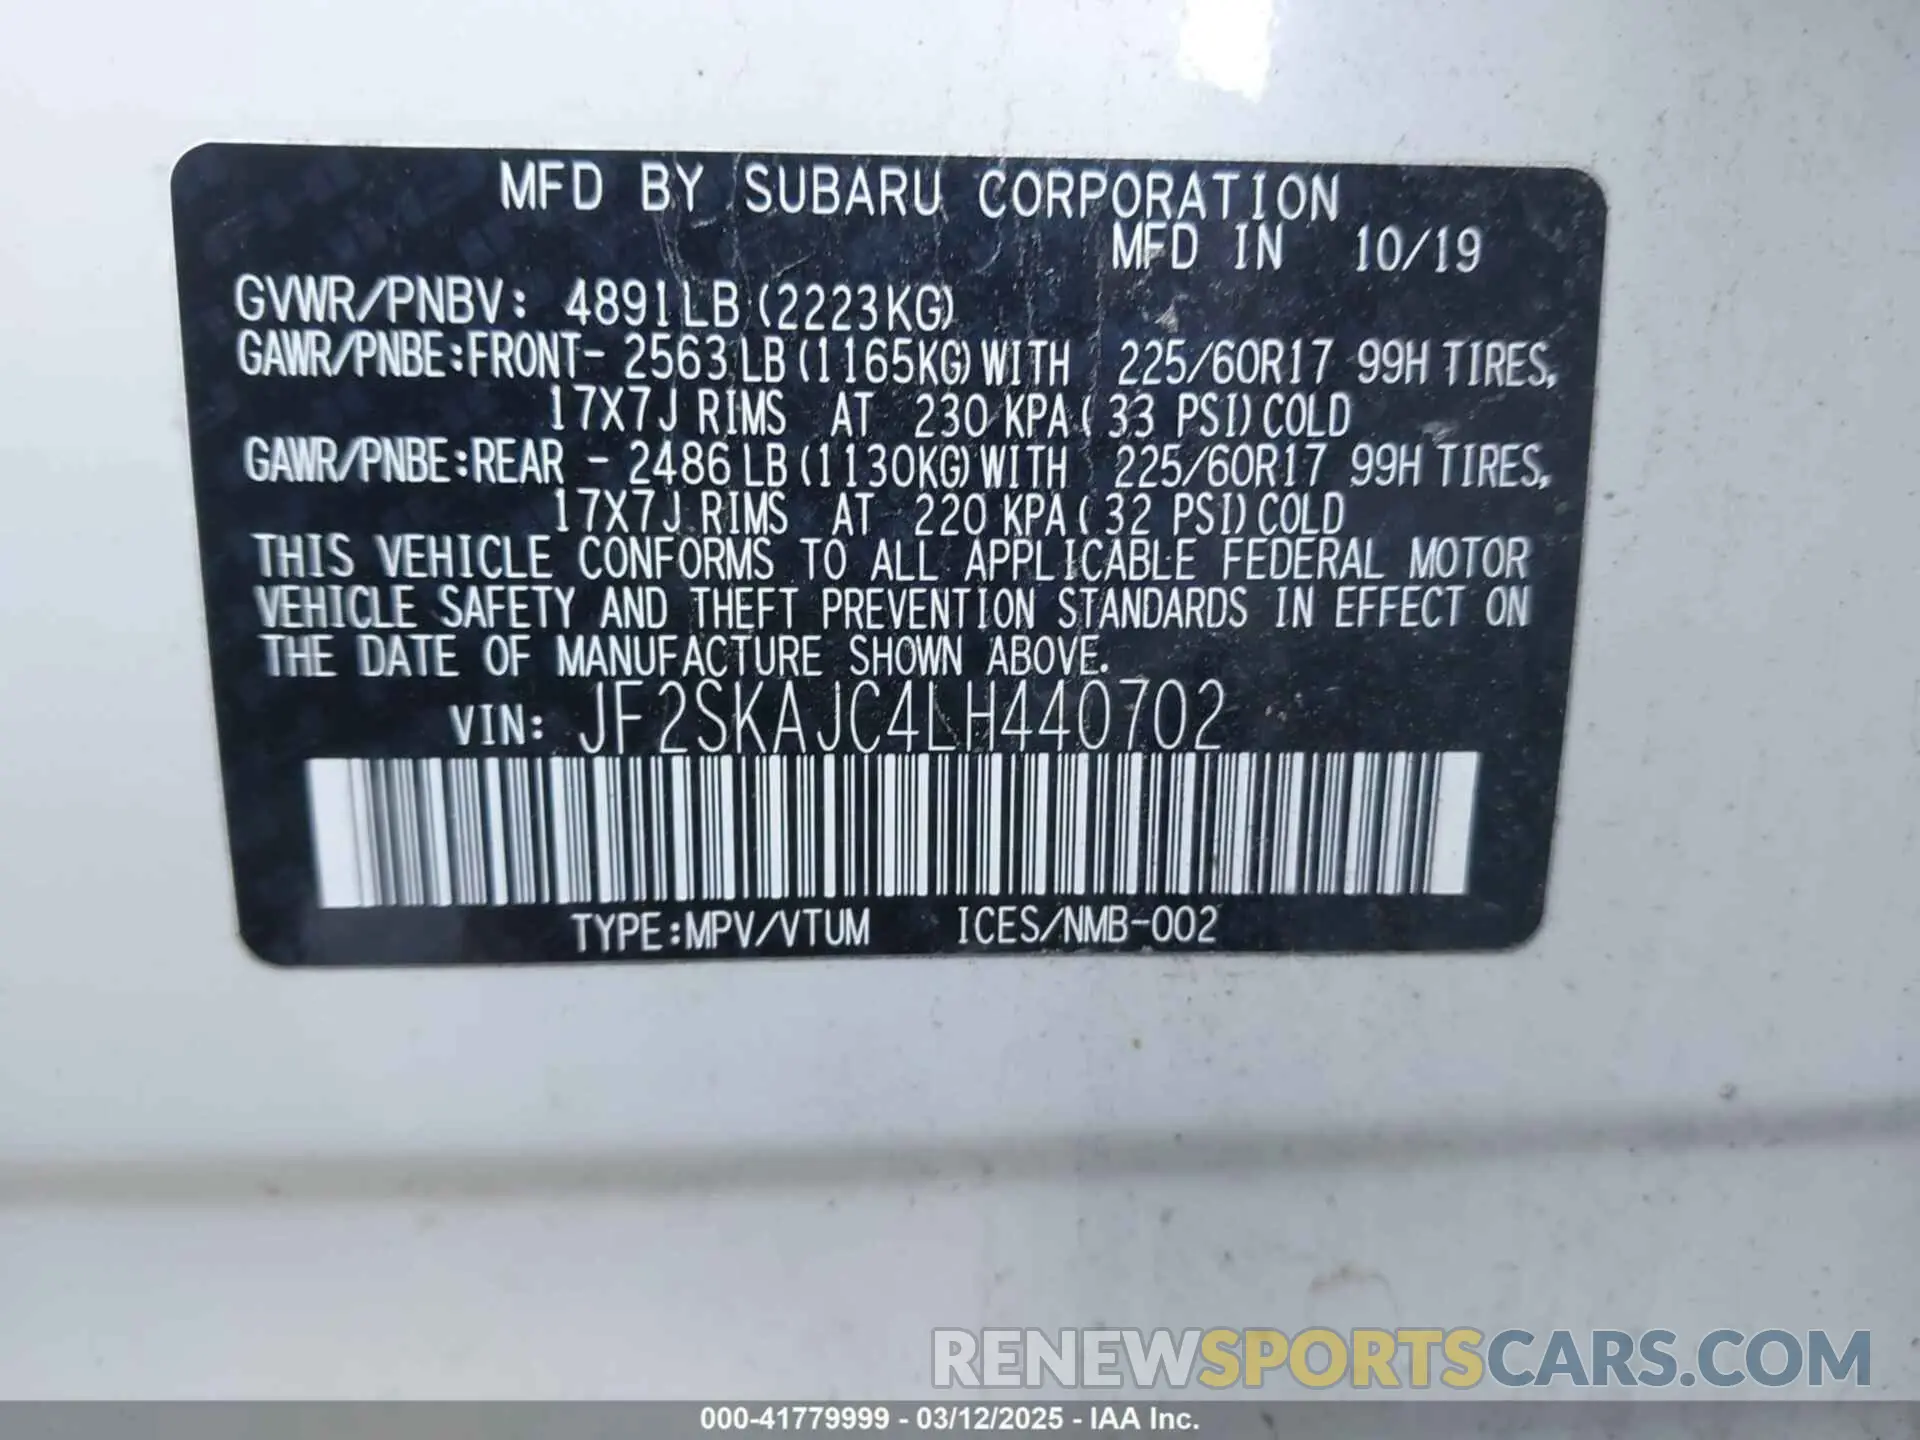 MFD BY SUBARU CORPORATION
MFD IN 10/19
GVWR/PNBV: 4891LB (2223KG)
GAWR/PNBE:FRONT- 2563 LB (1165KG) WITH 225/60R17 99H TIRES,
17X7J RIMS AT 230 KPA( 33 PSI) COLD
GAWR/PNBE:REAR - 2486 LB (1130KG) WITH 225/60R17 99H TIRES,
17X7J RIMS AT 220 KPA( 32 PSI) COLD
THIS VEHICLE CONFORMS TO ALL APPLICABLE FEDERAL MOTOR
VEHICLE SAFETY AND THEFT PREVENTION STANDARDS IN EFFECT ON
THE DATE OF MANUFACTURE SHOWN ABOVE.
VIN: JF2SKAJC4LH440702
TYPE:MPV/VTUM ICES/NMB-002
RENEWSPORTSCARS.COM
000-41779999 - 03/12/2025 - IAA Inc.